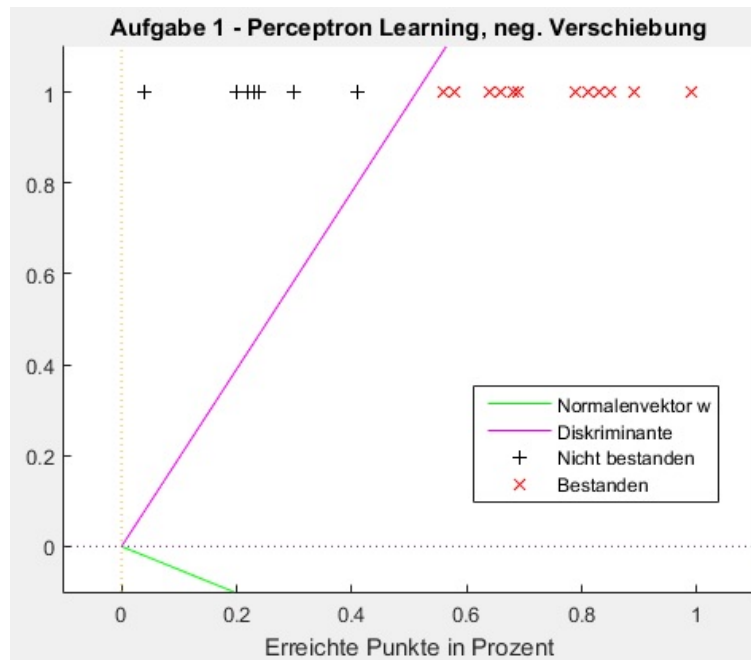 Aufgabe 1 - Perceptron Learning, neg. Verschiebung
1
0.8
0.6
0.4
0.2
0
Normalenvektor w
Diskriminante
Nicht bestanden
Bestanden
0 0.2 0.4 0.6 0.8 1
Erreichte Punkte in Prozent